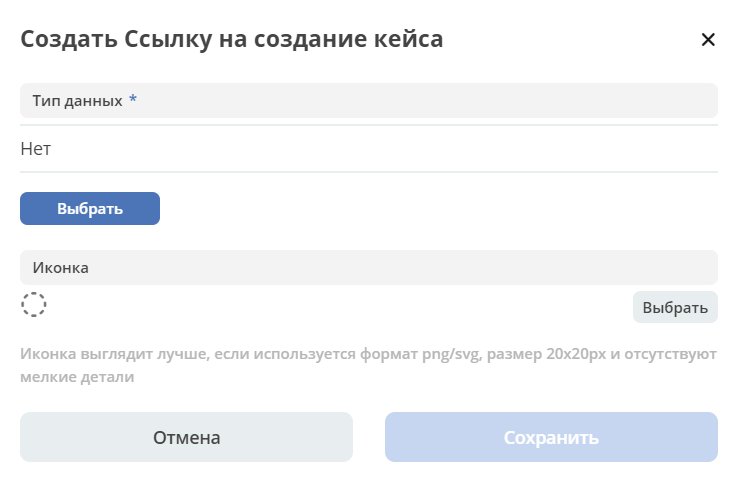 Создать Ссылку на создание кейса
Тип данных *
Нет
Выбрать
Иконка
Выбрать
Иконка выглядит лучше, если используется формат png/svg, размер 20x20px и отсутствуют
мелкие детали
Отмена
Сохранить